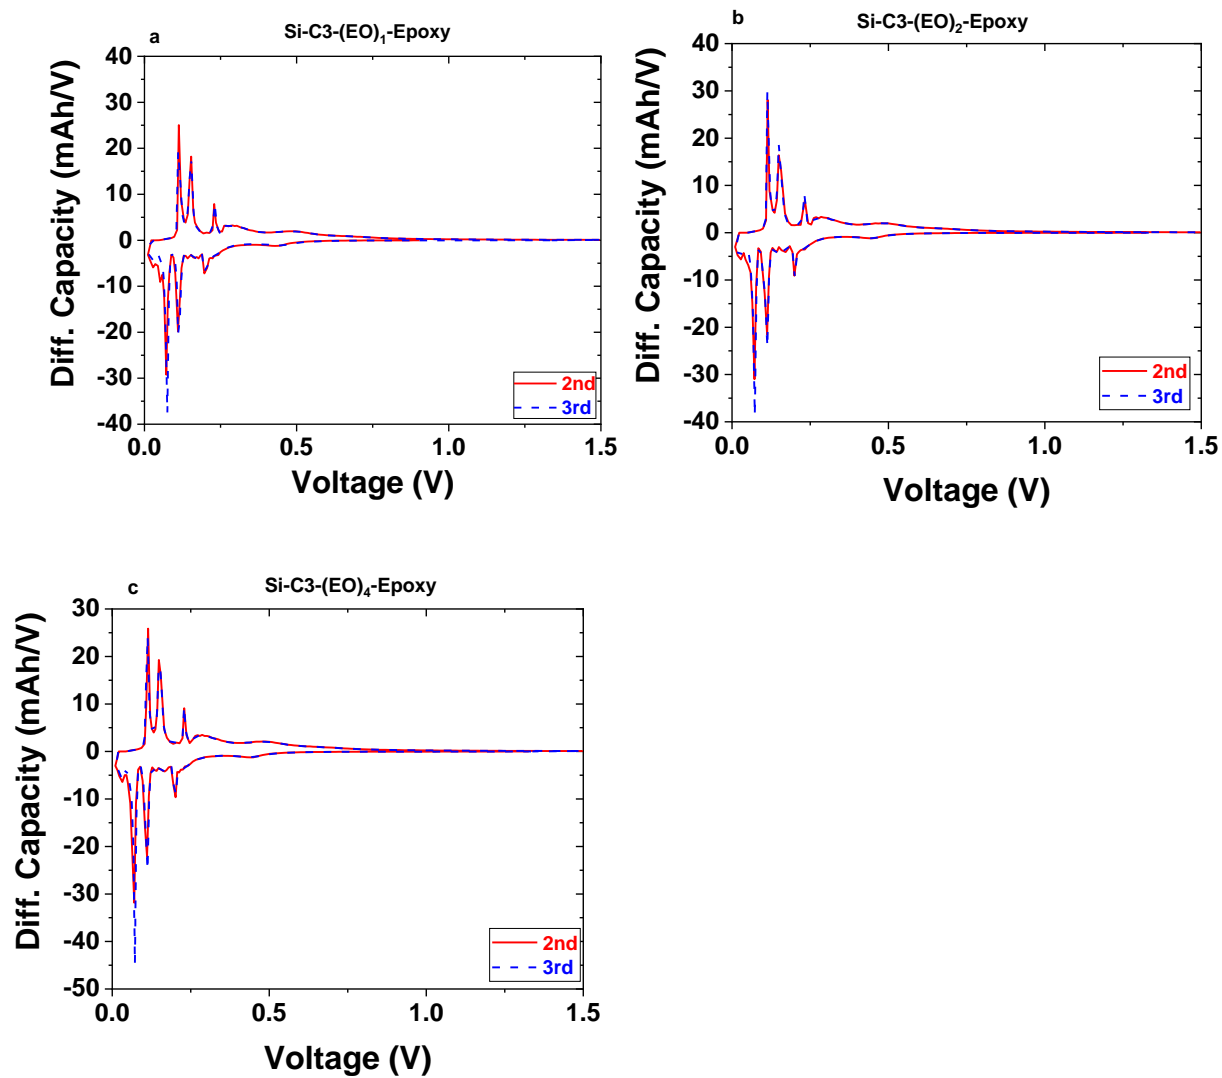 a
Si-C3-(EO)₁-Epoxy
40
30
20
10
0
-10
-20
-30
-40
Diff. Capacity (mAh/V)
2nd
3rd
0.0 0.5 1.0 1.5
Voltage (V)
b
Si-C3-(EO)₂-Epoxy
40
30
20
10
0
-10
-20
-30
-40
Diff. Capacity (mAh/V)
2nd
3rd
0.0 0.5 1.0 1.5
Voltage (V)
c
Si-C3-(EO)₄-Epoxy
30
20
10
0
-10
-20
-30
-40
-50
Diff. Capacity (mAh/V)
2nd
3rd
0.0 0.5 1.0 1.5
Voltage (V)